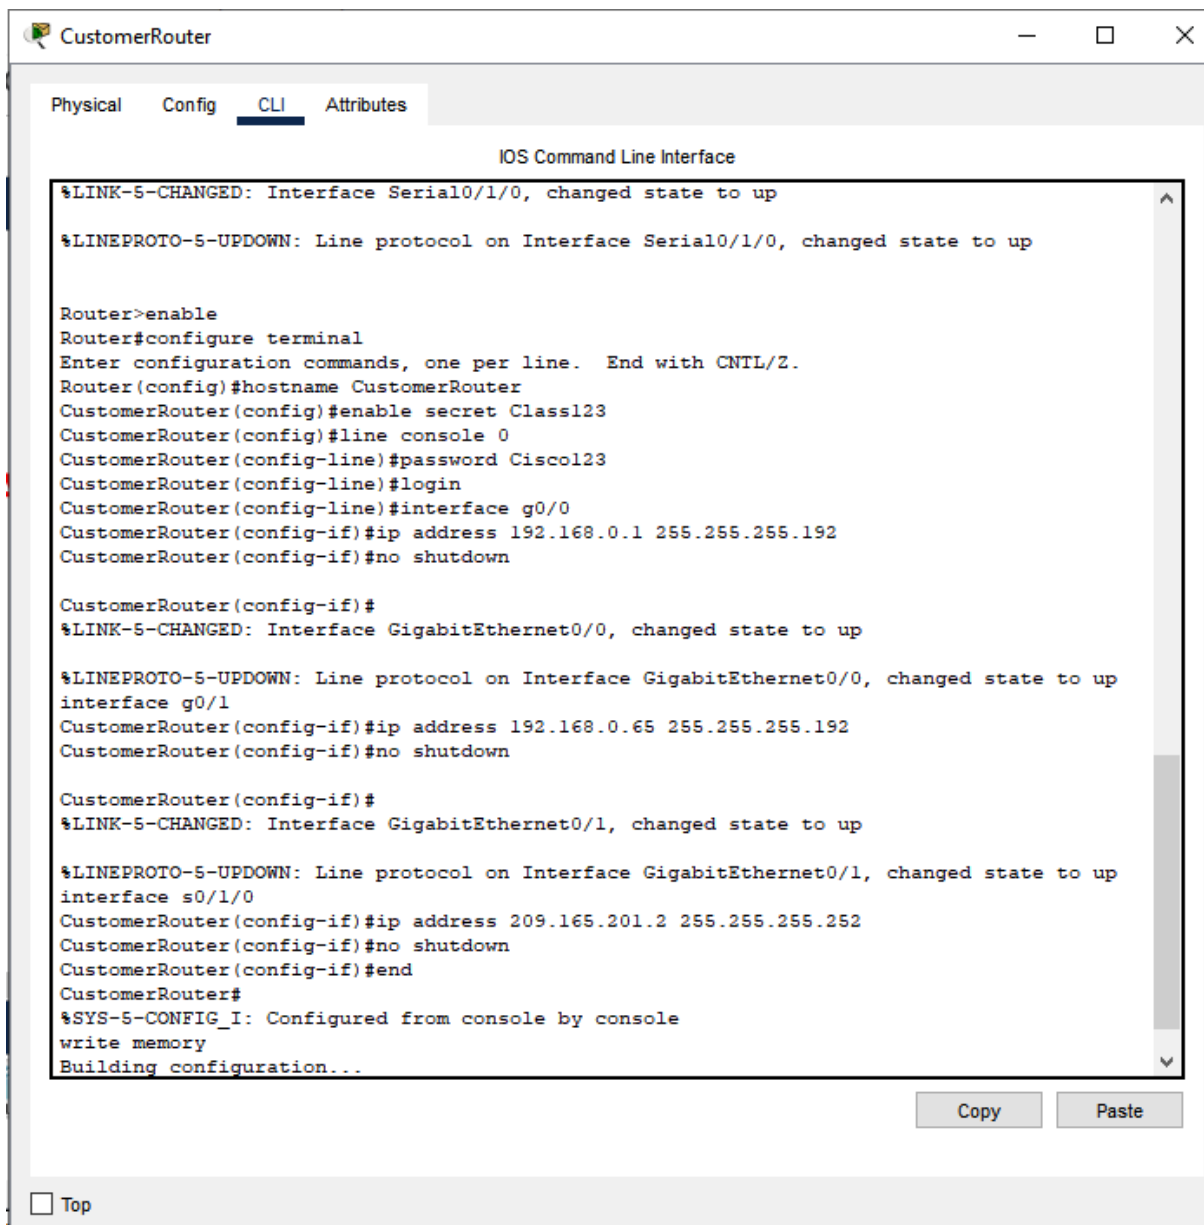 CustomerRouter
Physical Config CLI Attributes
IOS Command Line Interface
%LINK-5-CHANGED: Interface Serial0/1/0, changed state to up
%LINEPROTO-5-UPDOWN: Line protocol on Interface Serial0/1/0, changed state to up
Router>enable
Router#configure terminal
Enter configuration commands, one per line.  End with CNTL/Z.
Router(config)#hostname CustomerRouter
CustomerRouter(config)#enable secret Class123
CustomerRouter(config)#line console 0
CustomerRouter(config-line)#password Cisco123
CustomerRouter(config-line)#login
CustomerRouter(config-line)#interface g0/0
CustomerRouter(config-if)#ip address 192.168.0.1 255.255.255.192
CustomerRouter(config-if)#no shutdown
CustomerRouter(config-if)#
%LINK-5-CHANGED: Interface GigabitEthernet0/0, changed state to up
%LINEPROTO-5-UPDOWN: Line protocol on Interface GigabitEthernet0/0, changed state to up
interface g0/1
CustomerRouter(config-if)#ip address 192.168.0.65 255.255.255.192
CustomerRouter(config-if)#no shutdown
CustomerRouter(config-if)#
%LINK-5-CHANGED: Interface GigabitEthernet0/1, changed state to up
%LINEPROTO-5-UPDOWN: Line protocol on Interface GigabitEthernet0/1, changed state to up
interface s0/1/0
CustomerRouter(config-if)#ip address 209.165.201.2 255.255.255.252
CustomerRouter(config-if)#no shutdown
CustomerRouter(config-if)#end
CustomerRouter#
%SYS-5-CONFIG_I: Configured from console by console
write memory
Building configuration...
Copy Paste
Top